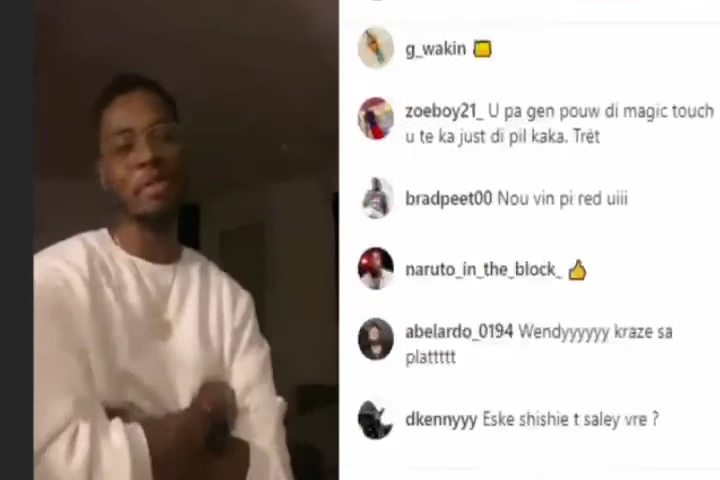 g_wakin
zoeboy21_ U pa gen pouw di magic touch
u te ka just di pil kaka. Trèt
bradpeet00 Nou vin pi red uiii
naruto_in_the_block_
abelardo_0194 Wendyyyyyy kraze sa
plattttt
dkennyyy Eske shishie t saley vre ?